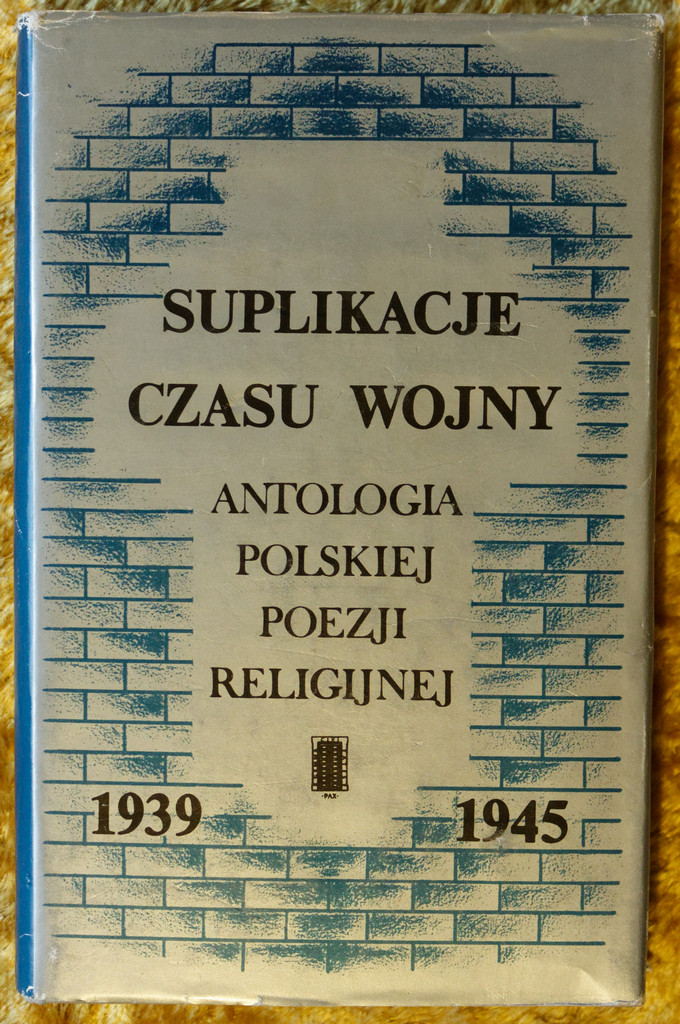 SUPLIKACJE
CZASU WOJNY
ANTOLOGIA
POLSKIEJ
POEZJI
RELIGIJNEJ
·PAX·
1939 1945